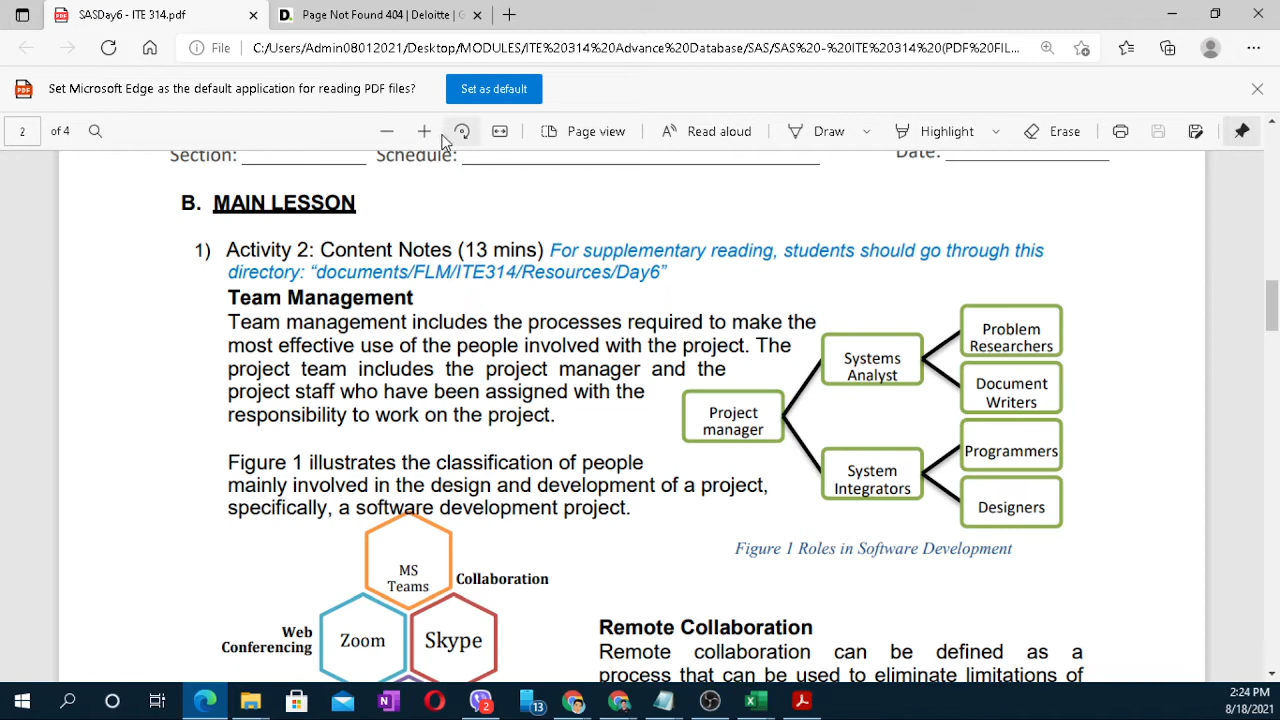 SASDay6 - ITE 314.pdf
Page Not Found 404 | Deloitte | G
File
C:/Users/Admin08012021/Desktop/MODULES/ITE%20314%20Advance%20Database/SAS/SAS%20-%20ITE%20314%20(PDF%20FIL...
Set Microsoft Edge as the default application for reading PDF files?
Set as default
2 of 4
Page view
Read aloud
Draw
Highlight
Erase
Section: Schedule: Date:
B. MAIN LESSON
1) Activity 2: Content Notes (13 mins) For supplementary reading, students should go through this
directory: “documents/FLM/ITE314/Resources/Day6”
Team Management
Team management includes the processes required to make the
most effective use of the people involved with the project. The
project team includes the project manager and the
project staff who have been assigned with the
responsibility to work on the project.
Figure 1 illustrates the classification of people
mainly involved in the design and development of a project,
specifically, a software development project.
Project
manager
Systems
Analyst
System
Integrators
Problem
Researchers
Document
Writers
Programmers
Designers
Figure 1 Roles in Software Development
MS
Teams
Collaboration
Web
Conferencing
Zoom
Skype
Remote Collaboration
Remote collaboration can be defined as a
process that can be used to eliminate limitations of
2
13
2:24 PM
8/18/2021